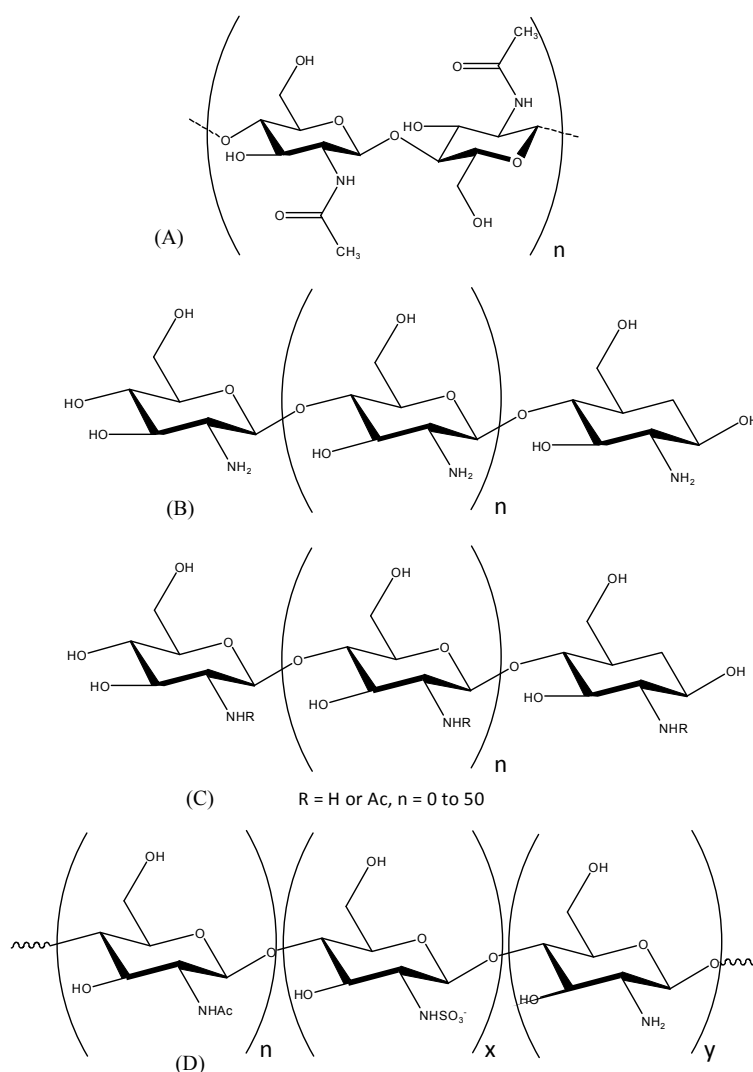 CH₃
OH
O
O
NH
HO
O
O
HO
O
NH
O
O
CH₃
OH
(A)
n
OH
OH
OH
O
O
HO
O
O
OH
HO
HO
HO
NH₂
NH₂
NH₂
(B)
n
OH
OH
OH
O
O
HO
O
O
OH
HO
HO
HO
NHR
NHR
NHR
n
(C) R = H or Ac, n = 0 to 50
OH
OH
OH
O
O
O
O
O
O
HO
HO
HO
NHAc
NHSO₃⁻
NH₂
(D)
n
x
y